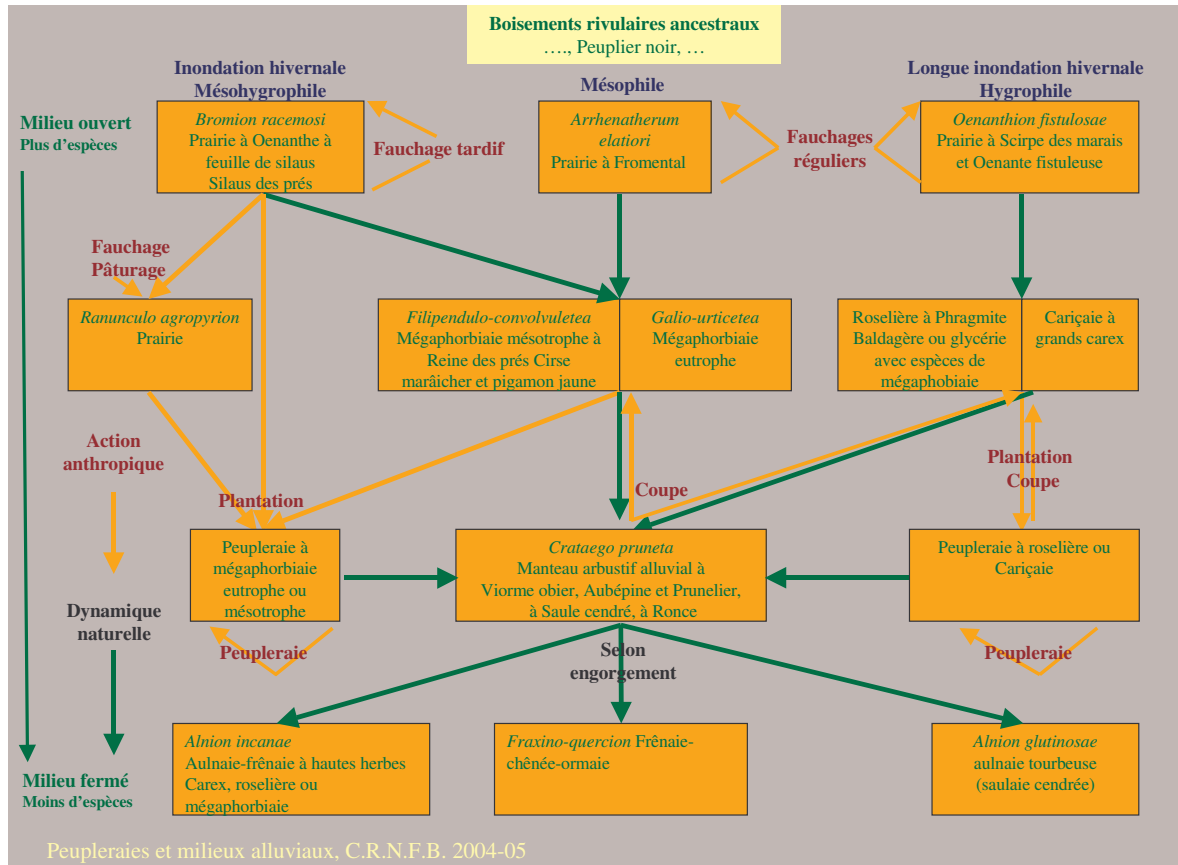 Boisements rivulaires ancestraux
…., Peuplier noir, …
Inondation hivernale
Mésohygrophile
Mésophile
Longue inondation hivernale
Hygrophile
Milieu ouvert
Plus d'espèces
Bromion racemosi
Prairie à Oenanthe à
feuille de silaus
Silaus des prés
Fauchage tardif
Arrhenatherum
elatiori
Prairie à Fromental
Fauchages
réguliers
Oenanthion fistulosae
Prairie à Scirpe des marais
et Oenante fistuleuse
Fauchage
Pâturage
Ranunculo agropyrion
Prairie
Filipendulo-convolvuletea
Mégaphorbiaie mésotrophe à
Reine des prés Cirse
marâicher et pigamon jaune
Galio-urticetea
Mégaphorbiaie
eutrophe
Roselière à Phragmite
Baldagère ou glycérie
avec espèces de
mégaphobiaie
Cariçaie à
grands carex
Action
anthropique
Plantation
Coupe
Plantation
Coupe
Peupleraie à
mégaphorbiaie
eutrophe ou
mésotrophe
Crataego pruneta
Manteau arbustif alluvial à
Viorme obier, Aubépine et Prunelier,
à Saule cendré, à Ronce
Peupleraie à roselière ou
Cariçaie
Dynamique
naturelle
Peupleraie
Selon
engorgement
Peupleraie
Alnion incanae
Aulnaie-frênaie à hautes herbes
Carex, roselière ou
mégaphorbiaie
Fraxino-quercion Frênaie-
chênée-ormaie
Alnion glutinosae
aulnaie tourbeuse
(saulaie cendrée)
Milieu fermé
Moins d'espèces
Peupleraies et milieux alluviaux, C.R.N.F.B. 2004-05